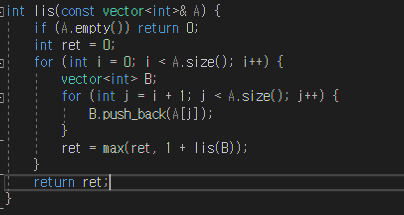 int lis(const vector<int>& A) {
    if (A.empty()) return 0;
    int ret = 0;
    for (int i = 0; i < A.size(); i++) {
        vector<int> B;
        for (int j = i + 1; j < A.size(); j++) {
            B.push_back(A[j]);
        }
        ret = max(ret, 1 + lis(B));
    }
    return ret;
}